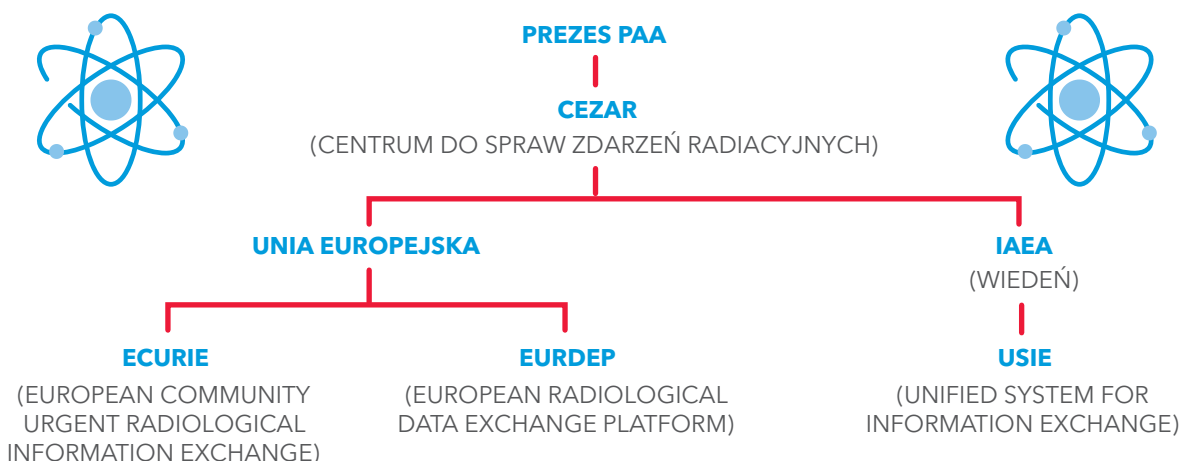 PREZES PAA
CEZAR
(CENTRUM DO SPRAW ZDARZEŃ RADIACYJNYCH)
UNIA EUROPEJSKA
IAEA
(WIEDEŃ)
ECURIE
(EUROPEAN COMMUNITY
URGENT RADIOLOGICAL
INFORMATION EXCHANGE)
EURDEP
(EUROPEAN RADIOLOGICAL
DATA EXCHANGE PLATFORM)
USIE
(UNIFIED SYSTEM FOR
INFORMATION EXCHANGE)